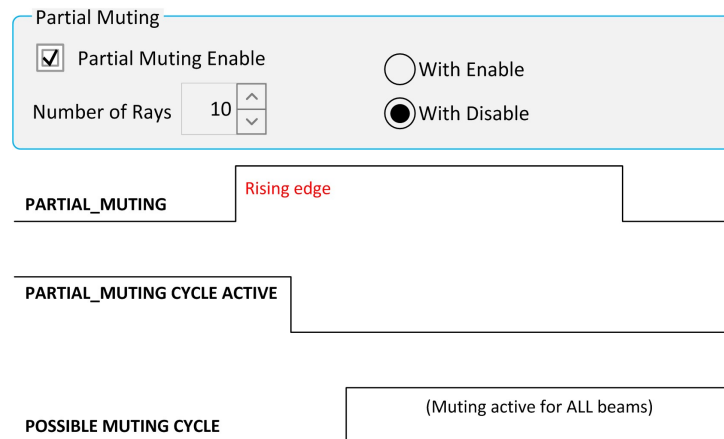 Partial Muting
Partial Muting Enable
With Enable
Number of Rays 10
With Disable
Rising edge
PARTIAL_MUTING
PARTIAL_MUTING CYCLE ACTIVE
(Muting active for ALL beams)
POSSIBLE MUTING CYCLE